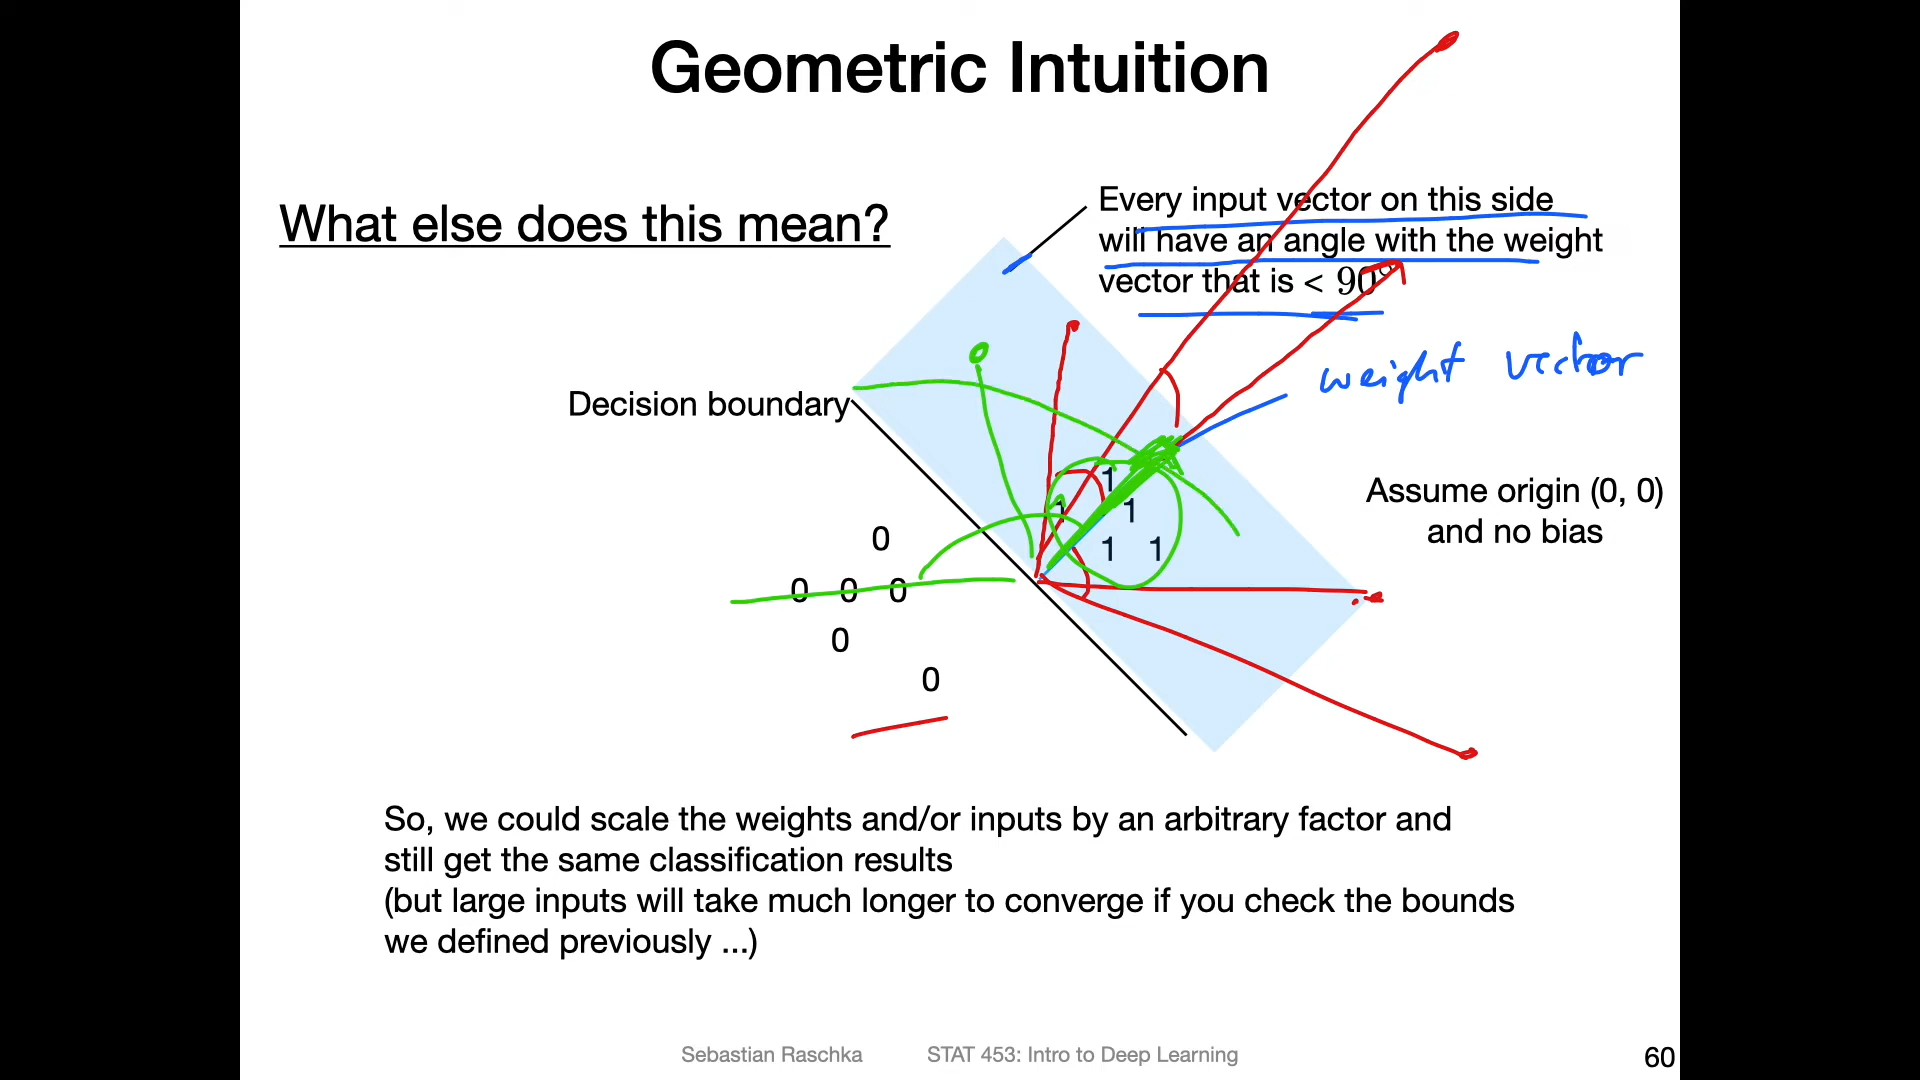 Geometric Intuition
What else does this mean?
Every input vector on this side
will have an angle with the weight
vector that is < 90°
weight vector
Decision boundary
Assume origin (0, 0)
and no bias
1
1 1
1 1
0
0 0 0
0
0
So, we could scale the weights and/or inputs by an arbitrary factor and
still get the same classification results
(but large inputs will take much longer to converge if you check the bounds
we defined previously ...)
Sebastian Raschka STAT 453: Intro to Deep Learning 60